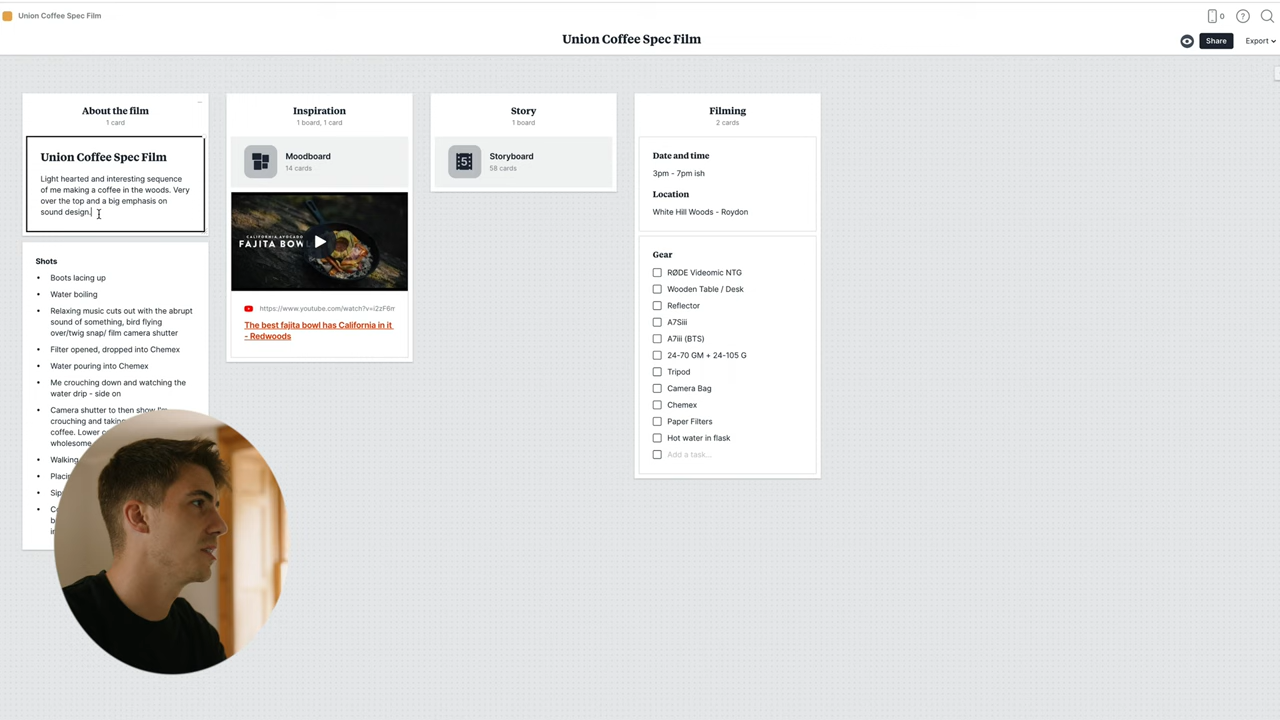 Union Coffee Spec Film
0
?
Union Coffee Spec Film
Share
Export
About the film
1 card
Union Coffee Spec Film
Light hearted and interesting sequence
of me making a coffee in the woods. Very
over the top and a big emphasis on
sound design.
Shots
• Boots lacing up
• Water boiling
• Relaxing music cuts out with the abrupt
sound of something, bird flying
over/twig snap/ film camera shutter
• Filter opened, dropped into Chemex
• Water pouring into Chemex
• Me crouching down and watching the
water drip - side on
• Camera shutter to then show I'm
crouching and taking
coffee. Lower
wholesome
• Walking
•
•
•
Inspiration
1 board, 1 card
Moodboard
14 cards
CALIFORNIA AVOCADO
FAJITA BOWL
https://www.youtube.com/watch?v=i2zF6m
The best fajita bowl has California in it
- Redwoods
Story
1 board
5
Storyboard
58 cards
Filming
2 cards
Date and time
3pm - 7pm ish
Location
White Hill Woods - Roydon
Gear
RØDE Videomic NTG
Wooden Table / Desk
Reflector
A7Siii
A7iii (BTS)
24-70 GM + 24-105 G
Tripod
Camera Bag
Chemex
Paper Filters
Hot water in flask
Add a task...